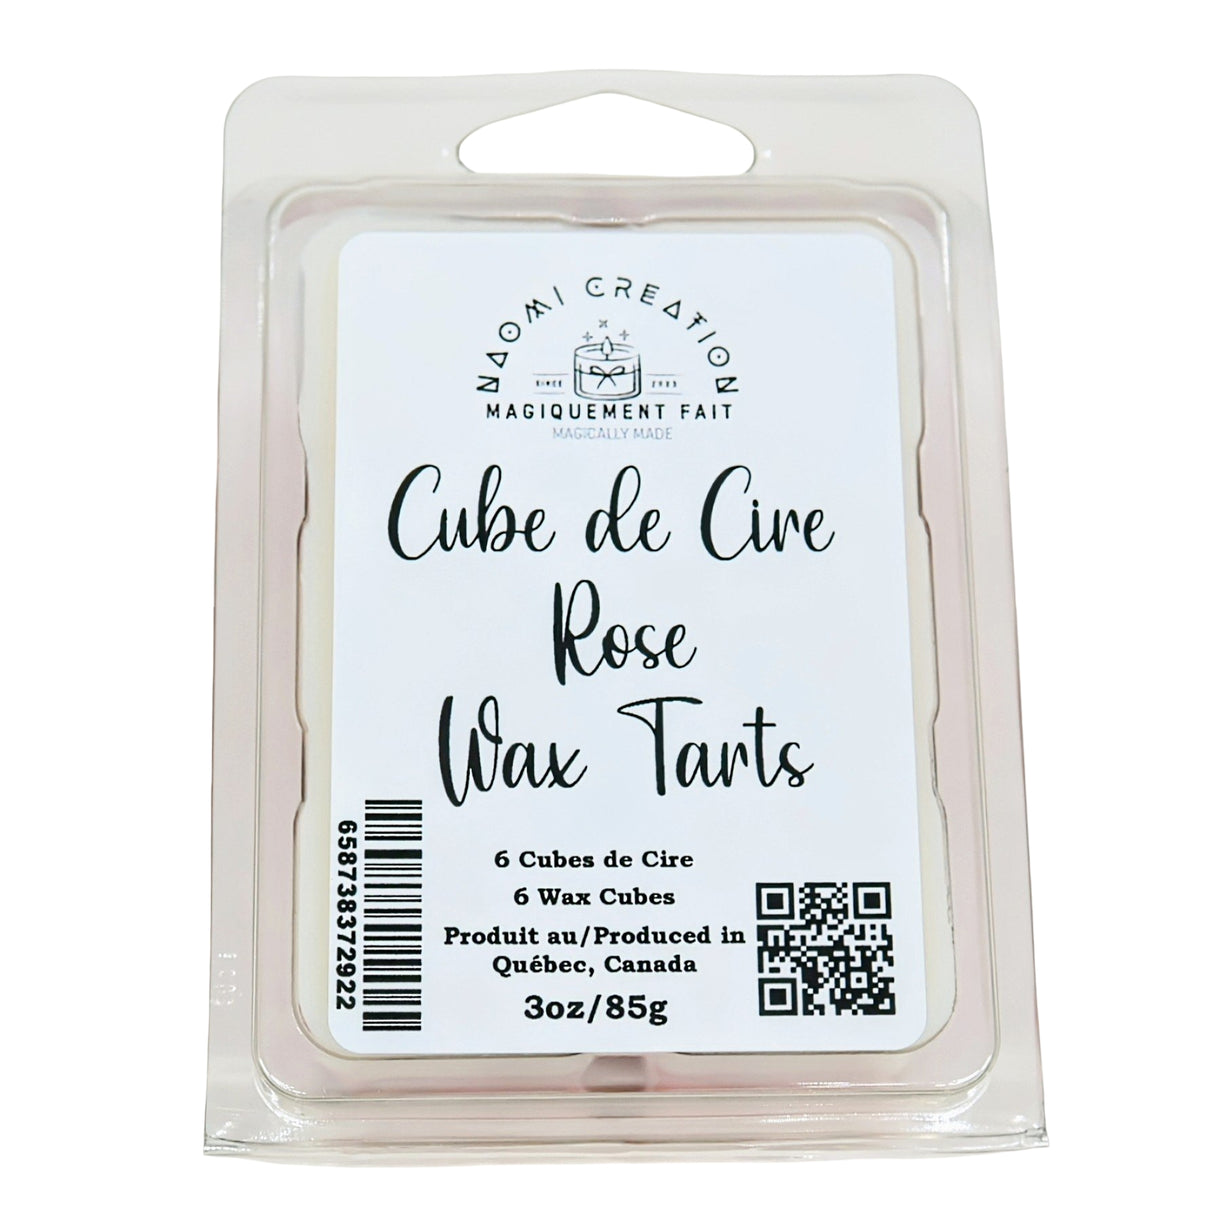 NAOMI CREATION
SINCE
MAGIQUEMENT FAIT
MAGICALLY MADE
Cube de Cire
Rose
Wax Tarts
658738372922
6 Cubes de Cire
6 Wax Cubes
Produit au/Produced in
Québec, Canada
3oz/85g